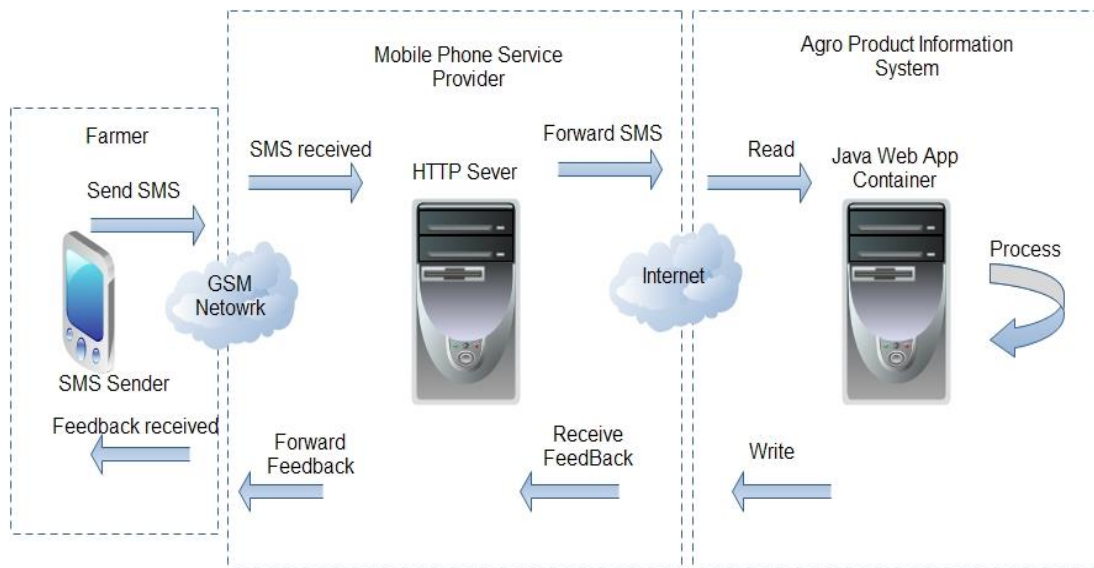 Mobile Phone Service
Provider
Agro Product Information
System
Farmer
Send SMS
SMS received
Forward SMS
Read
HTTP Sever
Java Web App
Container
GSM
Netowrk
Internet
Process
SMS Sender
Feedback received
Forward
Feedback
Receive
FeedBack
Write